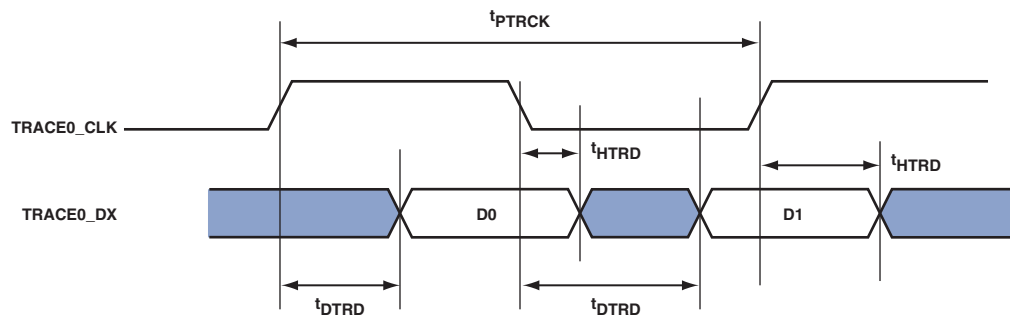 tPTRCK
TRACE0_CLK
tHTRD
tHTRD
TRACE0_DX
D0
D1
tDTRD
tDTRD